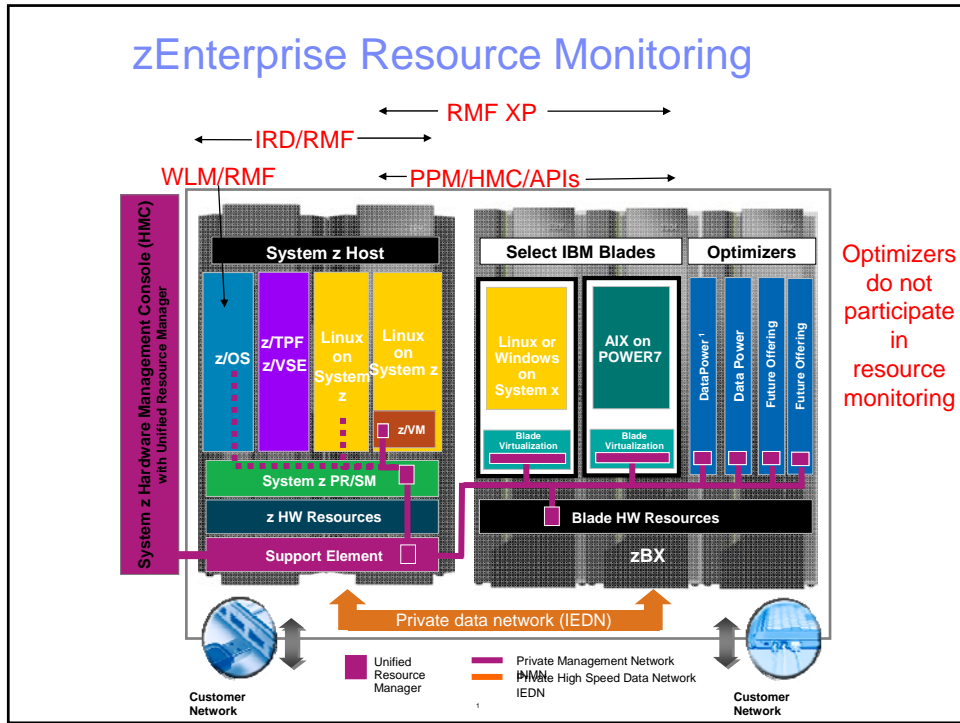 zEnterprise Resource Monitoring
RMF XP
IRD/RMF
WLM/RMF
PPM/HMC/APIs
System z Hardware Management Console (HMC)
with Unified Resource Manager
System z Host
Select IBM Blades
Optimizers
z/OS
z/TPF
z/VSE
Linux
on
System
z
Linux
on
System z
z/VM
Linux or
Windows
on
System x
AIX on
POWER7
DataPower 1
Data Power
Future Offering
Future Offering
Blade
Virtualization
Blade
Virtualization
System z PR/SM
z HW Resources
Support Element
Blade HW Resources
zBX
Optimizers
do not
participate
in
resource
monitoring
Private data network (IEDN)
Customer
Network
Unified
Resource
Manager
Private Management Network
INMN
Private High Speed Data Network
IEDN
Customer
Network
1